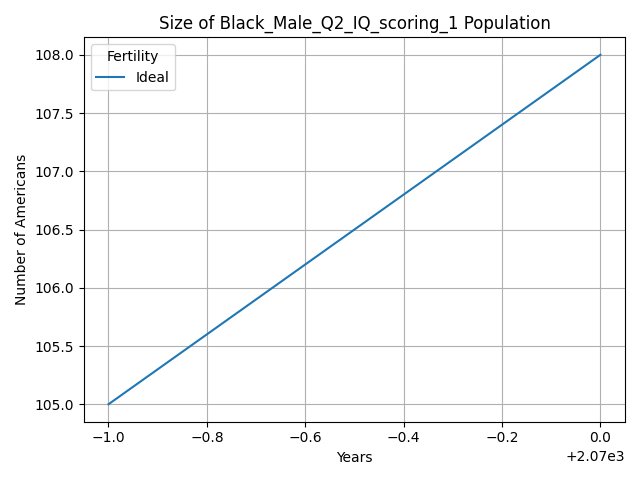 Size of Black_Male_Q2_IQ_scoring_1 Population
Fertility
Ideal
Number of Americans
108.0
107.5
107.0
106.5
106.0
105.5
105.0
−1.0 −0.8 −0.6 −0.4 −0.2 0.0
+2.07e3
Years